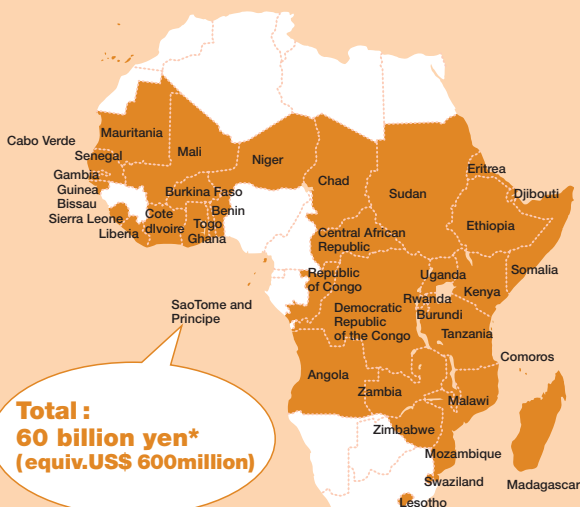 Cabo Verde
Mauritania
Senegal
Mali
Niger
Gambia
Guinea
Bissau
Sierra Leone
Liberia
Burkina Faso
Cote
dIvoire
Benin
Togo
Ghana
Chad
Sudan
Eritrea
Djibouti
Ethiopia
Somalia
Central African
Republic
Republic
of Congo
Uganda
Kenya
Rwanda
Burundi
Democratic
Republic
of the Congo
Tanzania
SaoTome and
Principe
Comoros
Angola
Zambia
Malawi
Zimbabwe
Mozambique
Swaziland
Madagascar
Lesotho
Total :
60 billion yen*
(equiv.US$ 600million)